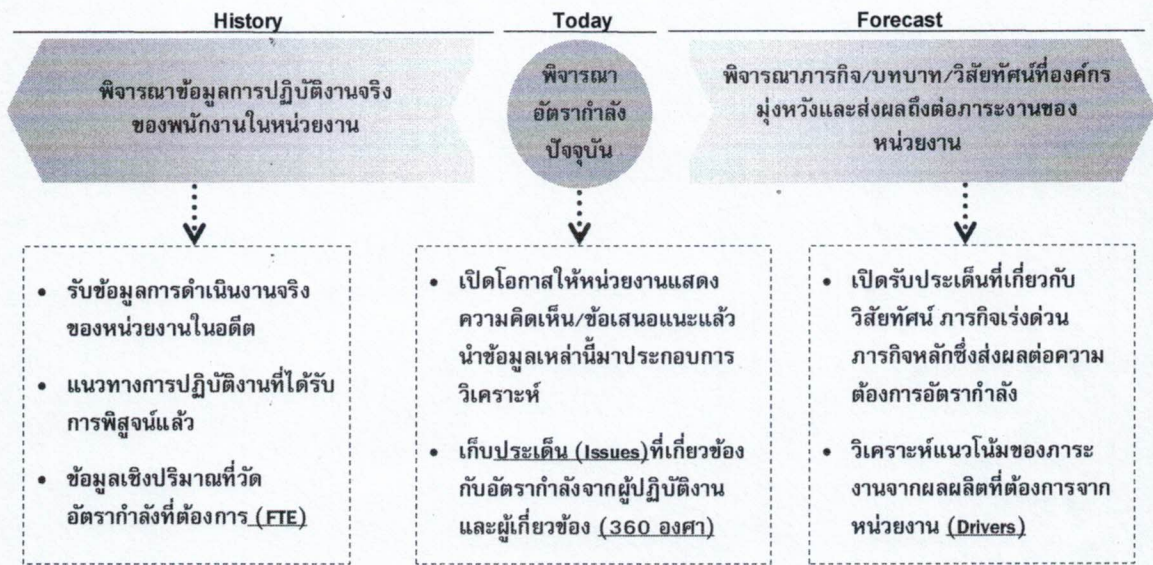 History
Today
Forecast
พิจารณาข้อมูลการปฏิบัติงานจริง
ของพนักงานในหน่วยงาน
พิจารณา
อัตรากำลัง
ปัจจุบัน
พิจารณาภารกิจ/บทบาท/วิสัยทัศน์ที่องค์กร
มุ่งหวังและส่งผลถึงต่อภาระงานของ
หน่วยงาน
• รับข้อมูลการดำเนินงานจริง
ของหน่วยงานในอดีต
• แนวทางการปฏิบัติงานที่ได้รับ
การพิสูจน์แล้ว
• ข้อมูลเชิงปริมาณที่วัด
อัตรากำลังที่ต้องการ (FTE)
• เปิดโอกาสให้หน่วยงานแสดง
ความคิดเห็น/ข้อเสนอแนะแล้ว
นำข้อมูลเหล่านี้มาประกอบการ
วิเคราะห์
• เก็บประเด็น (Issues)ที่เกี่ยวข้อง
กับอัตรากำลังจากผู้ปฏิบัติงาน
และผู้เกี่ยวข้อง (360 องศา)
• เปิดรับประเด็นที่เกี่ยวกับ
วิสัยทัศน์ ภารกิจเร่งด่วน
ภารกิจหลักซึ่งส่งผลต่อความ
ต้องการอัตรากำลัง
• วิเคราะห์แนวโน้มของภาระ
งานจากผลผลิตที่ต้องการจาก
หน่วยงาน (Drivers)